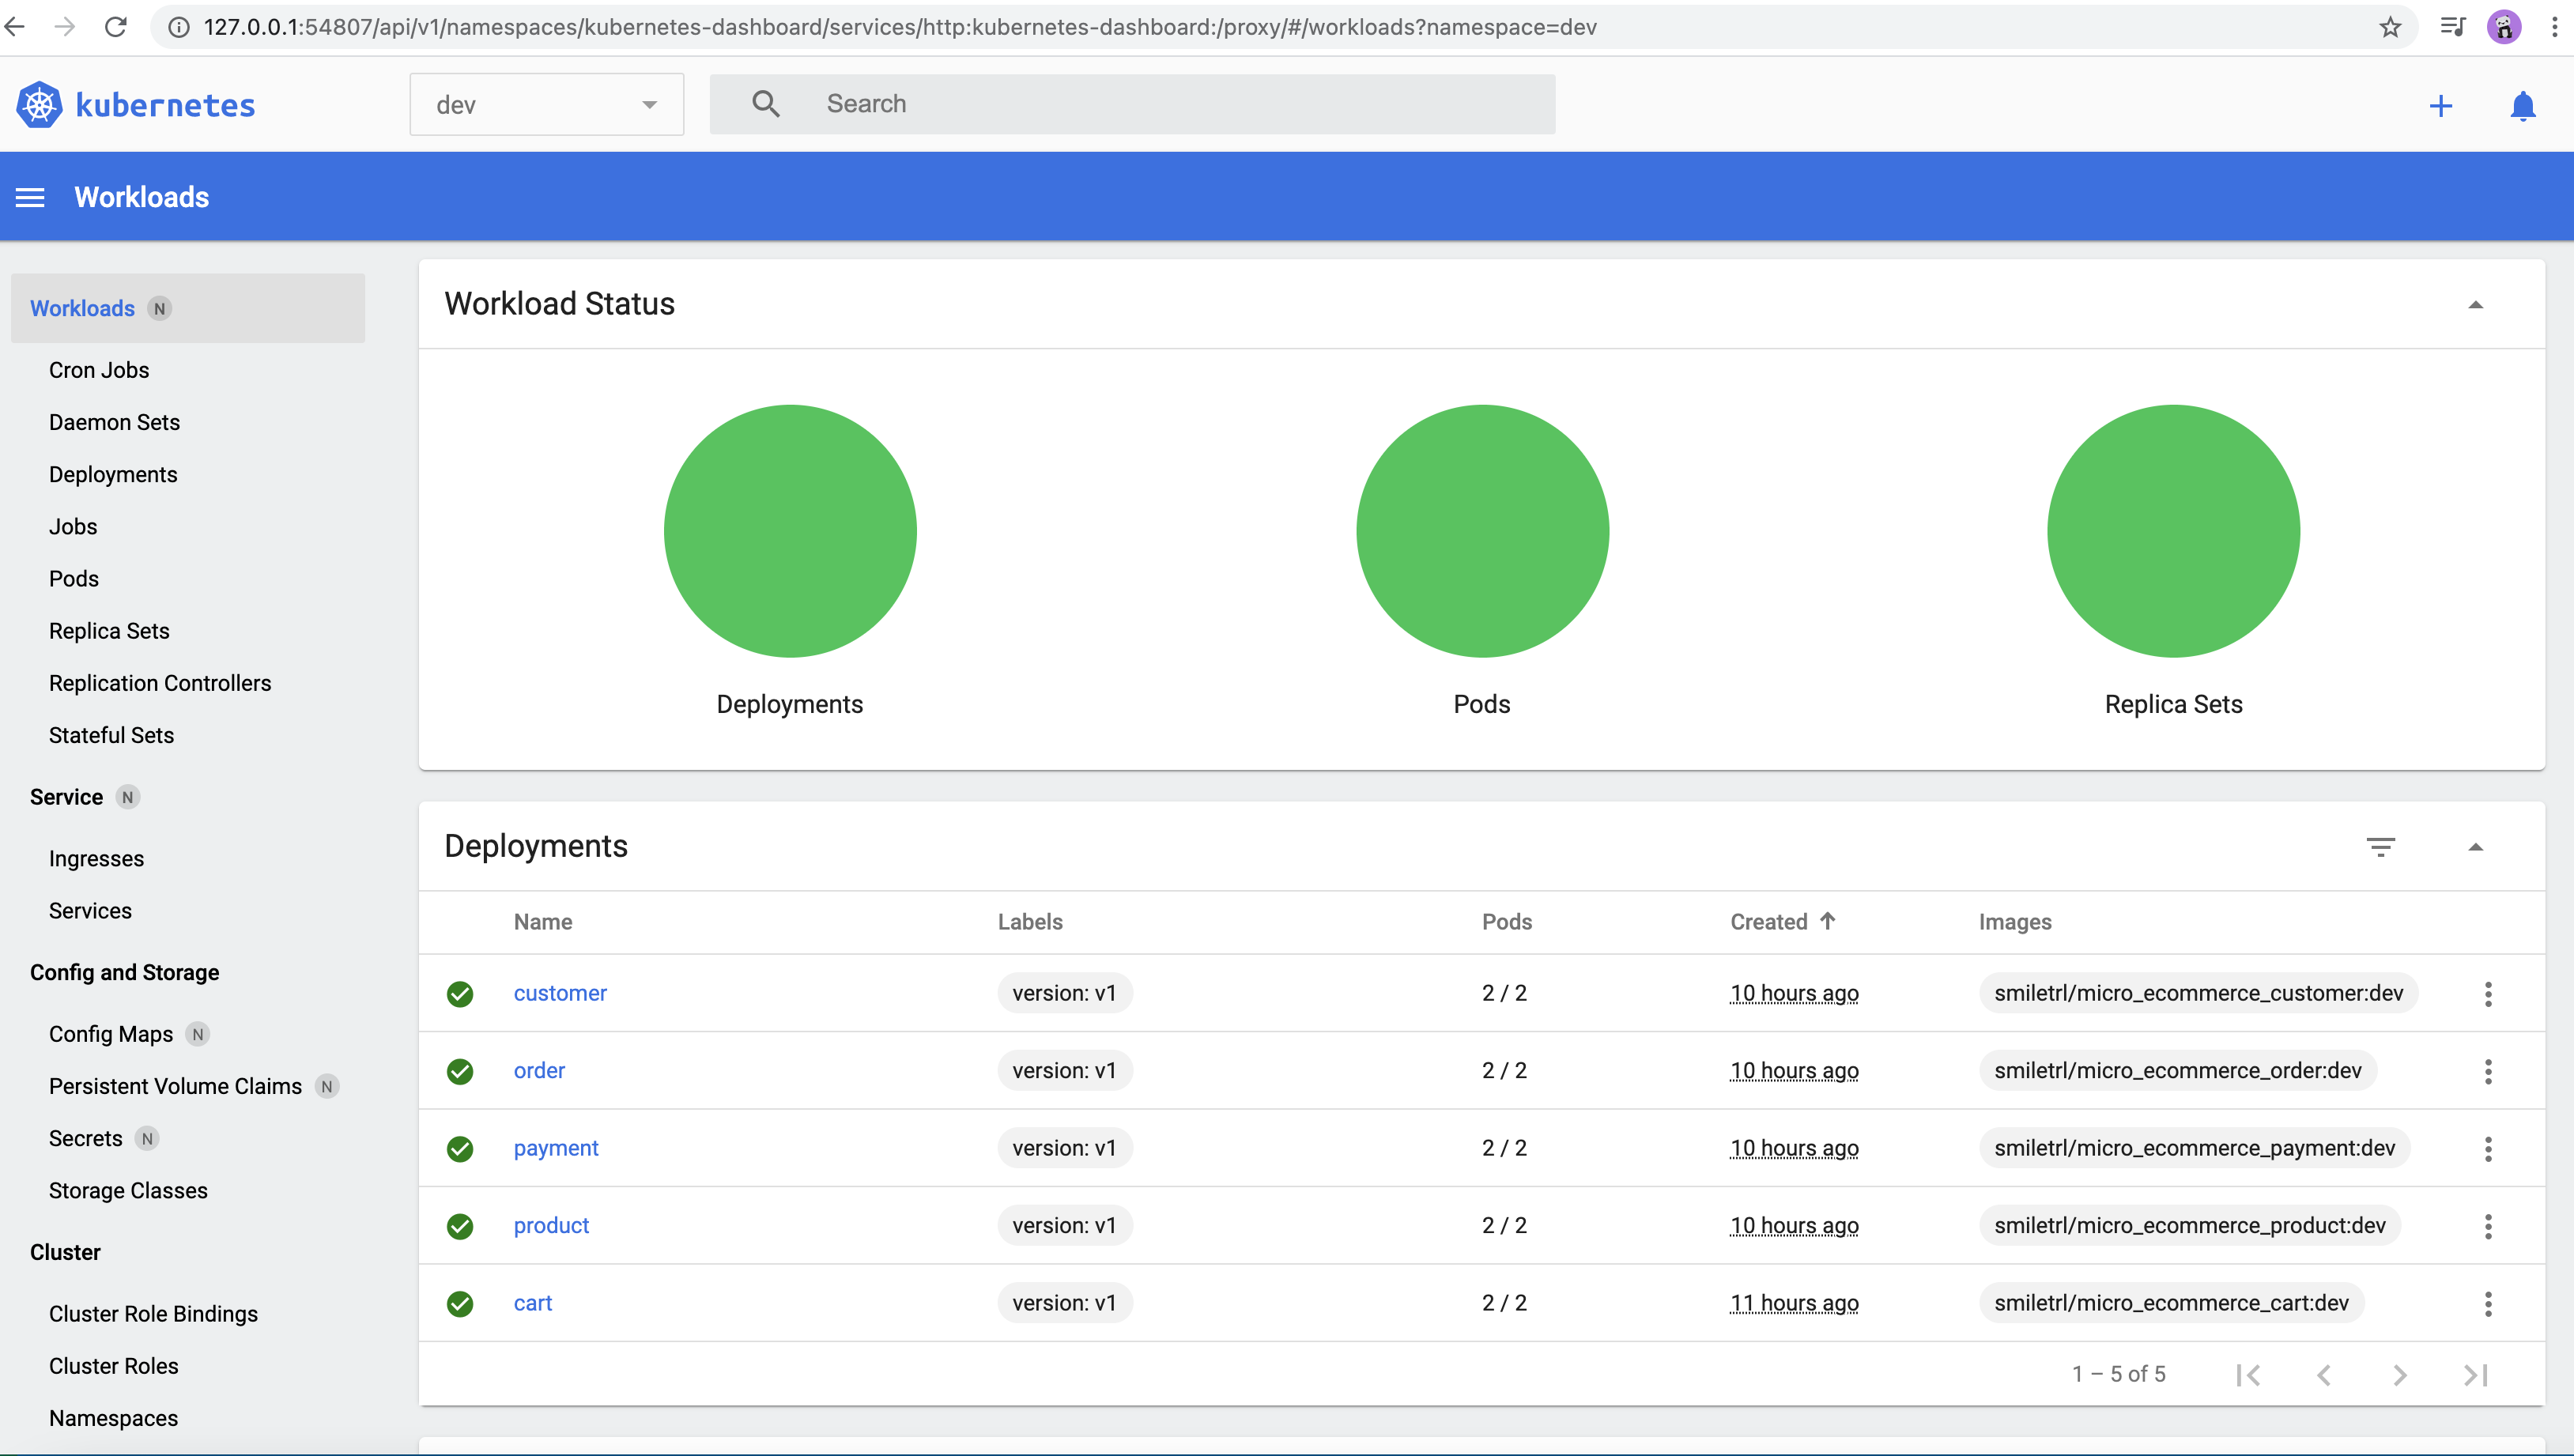 127.0.0.1:54807/api/v1/namespaces/kubernetes-dashboard/services/http:kubernetes-dashboard:/proxy/#/workloads?namespace=dev
kubernetes
dev
Search
Workloads
Workloads N
Cron Jobs
Daemon Sets
Deployments
Jobs
Pods
Replica Sets
Replication Controllers
Stateful Sets
Service N
Ingresses
Services
Config and Storage
Config Maps N
Persistent Volume Claims N
Secrets N
Storage Classes
Cluster
Cluster Role Bindings
Cluster Roles
Namespaces
Workload Status
Deployments Pods Replica Sets
Deployments
Name Labels Pods Created Images
customer version: v1 2 / 2 10 hours ago smiletrl/micro_ecommerce_customer:dev
order version: v1 2 / 2 10 hours ago smiletrl/micro_ecommerce_order:dev
payment version: v1 2 / 2 10 hours ago smiletrl/micro_ecommerce_payment:dev
product version: v1 2 / 2 10 hours ago smiletrl/micro_ecommerce_product:dev
cart version: v1 2 / 2 11 hours ago smiletrl/micro_ecommerce_cart:dev
1 – 5 of 5